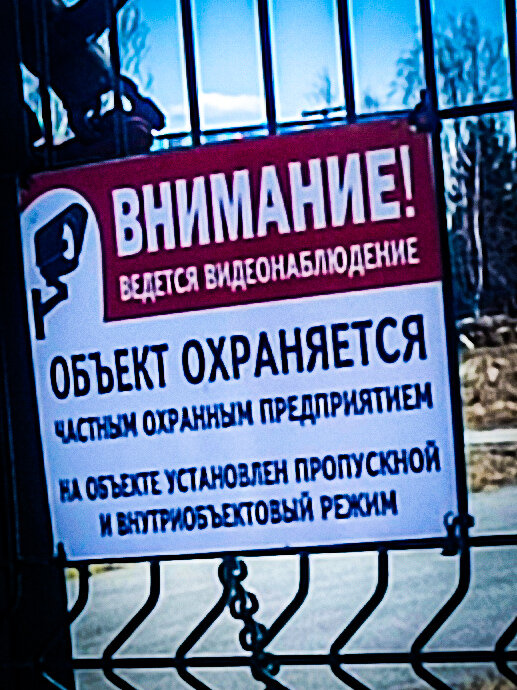 ВНИМАНИЕ!
ВЕДЕТСЯ ВИДЕОНАБЛЮДЕНИЕ
ОБЪЕКТ ОХРАНЯЕТСЯ
ЧАСТНЫМ ОХРАННЫМ ПРЕДПРИЯТИЕМ
НА ОБЪЕКТЕ УСТАНОВЛЕН ПРОПУСКНОЙ
И ВНУТРИОБЪЕКТОВЫЙ РЕЖИМ